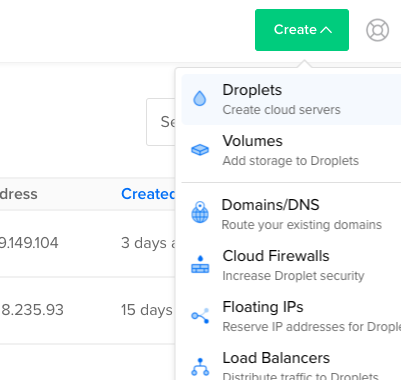 Create
Droplets
Create cloud servers
Volumes
Add storage to Droplets
Domains/DNS
Route your existing domains
Cloud Firewalls
Increase Droplet security
Floating IPs
Reserve IP addresses for Drople
Load Balancers
Distribute traffic to Droplets
Se
dress
Created
9.149.104
3 days a
8.235.93
15 days